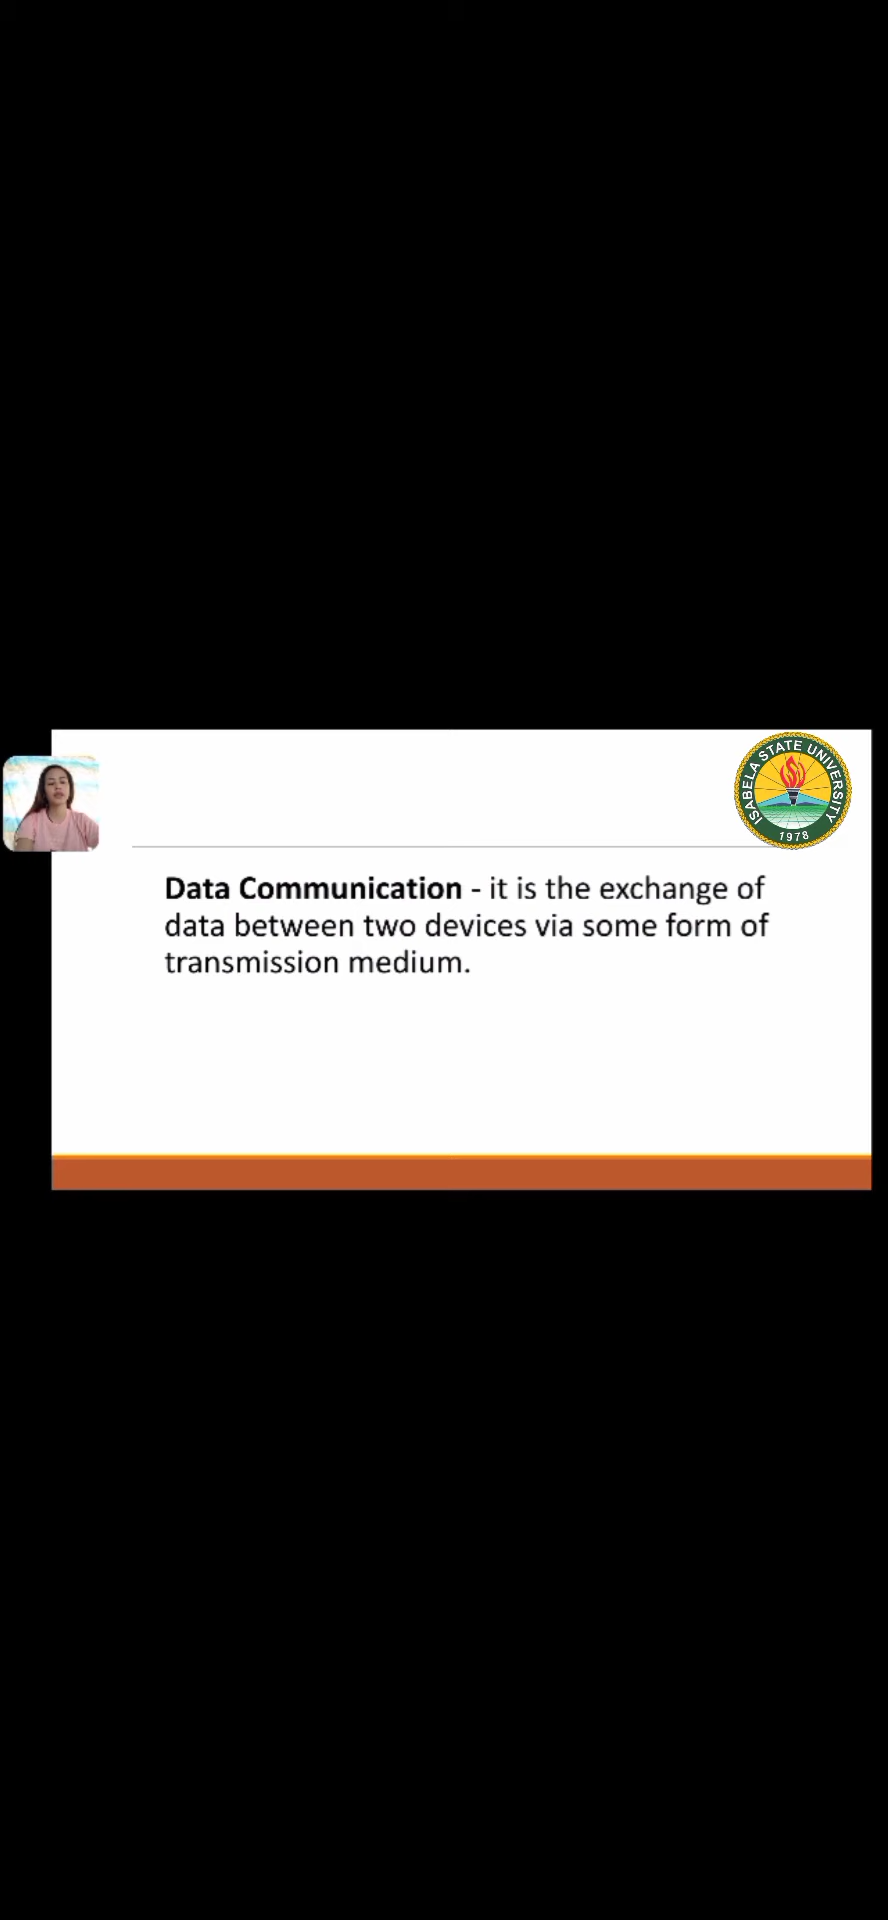 ISABELA STATE UNIVERSITY
1978
Data Communication - it is the exchange of
data between two devices via some form of
transmission medium.